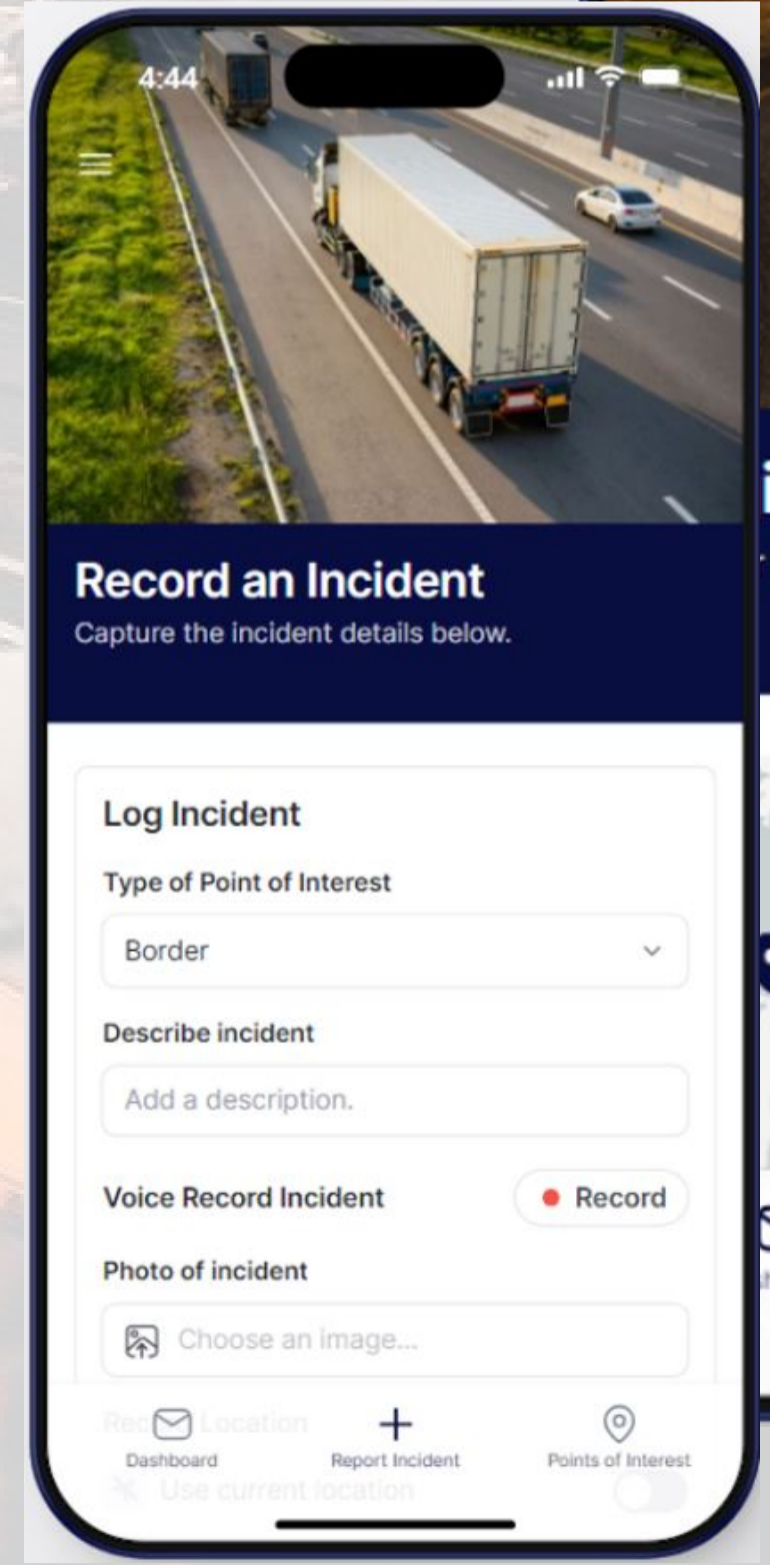 4:44
Record an Incident
Capture the incident details below.
Log Incident
Type of Point of Interest
Border
Describe incident
Add a description.
Voice Record Incident
Record
Photo of incident
Choose an image...
Location
Dashboard
Report Incident
Points of Interest
Use current location